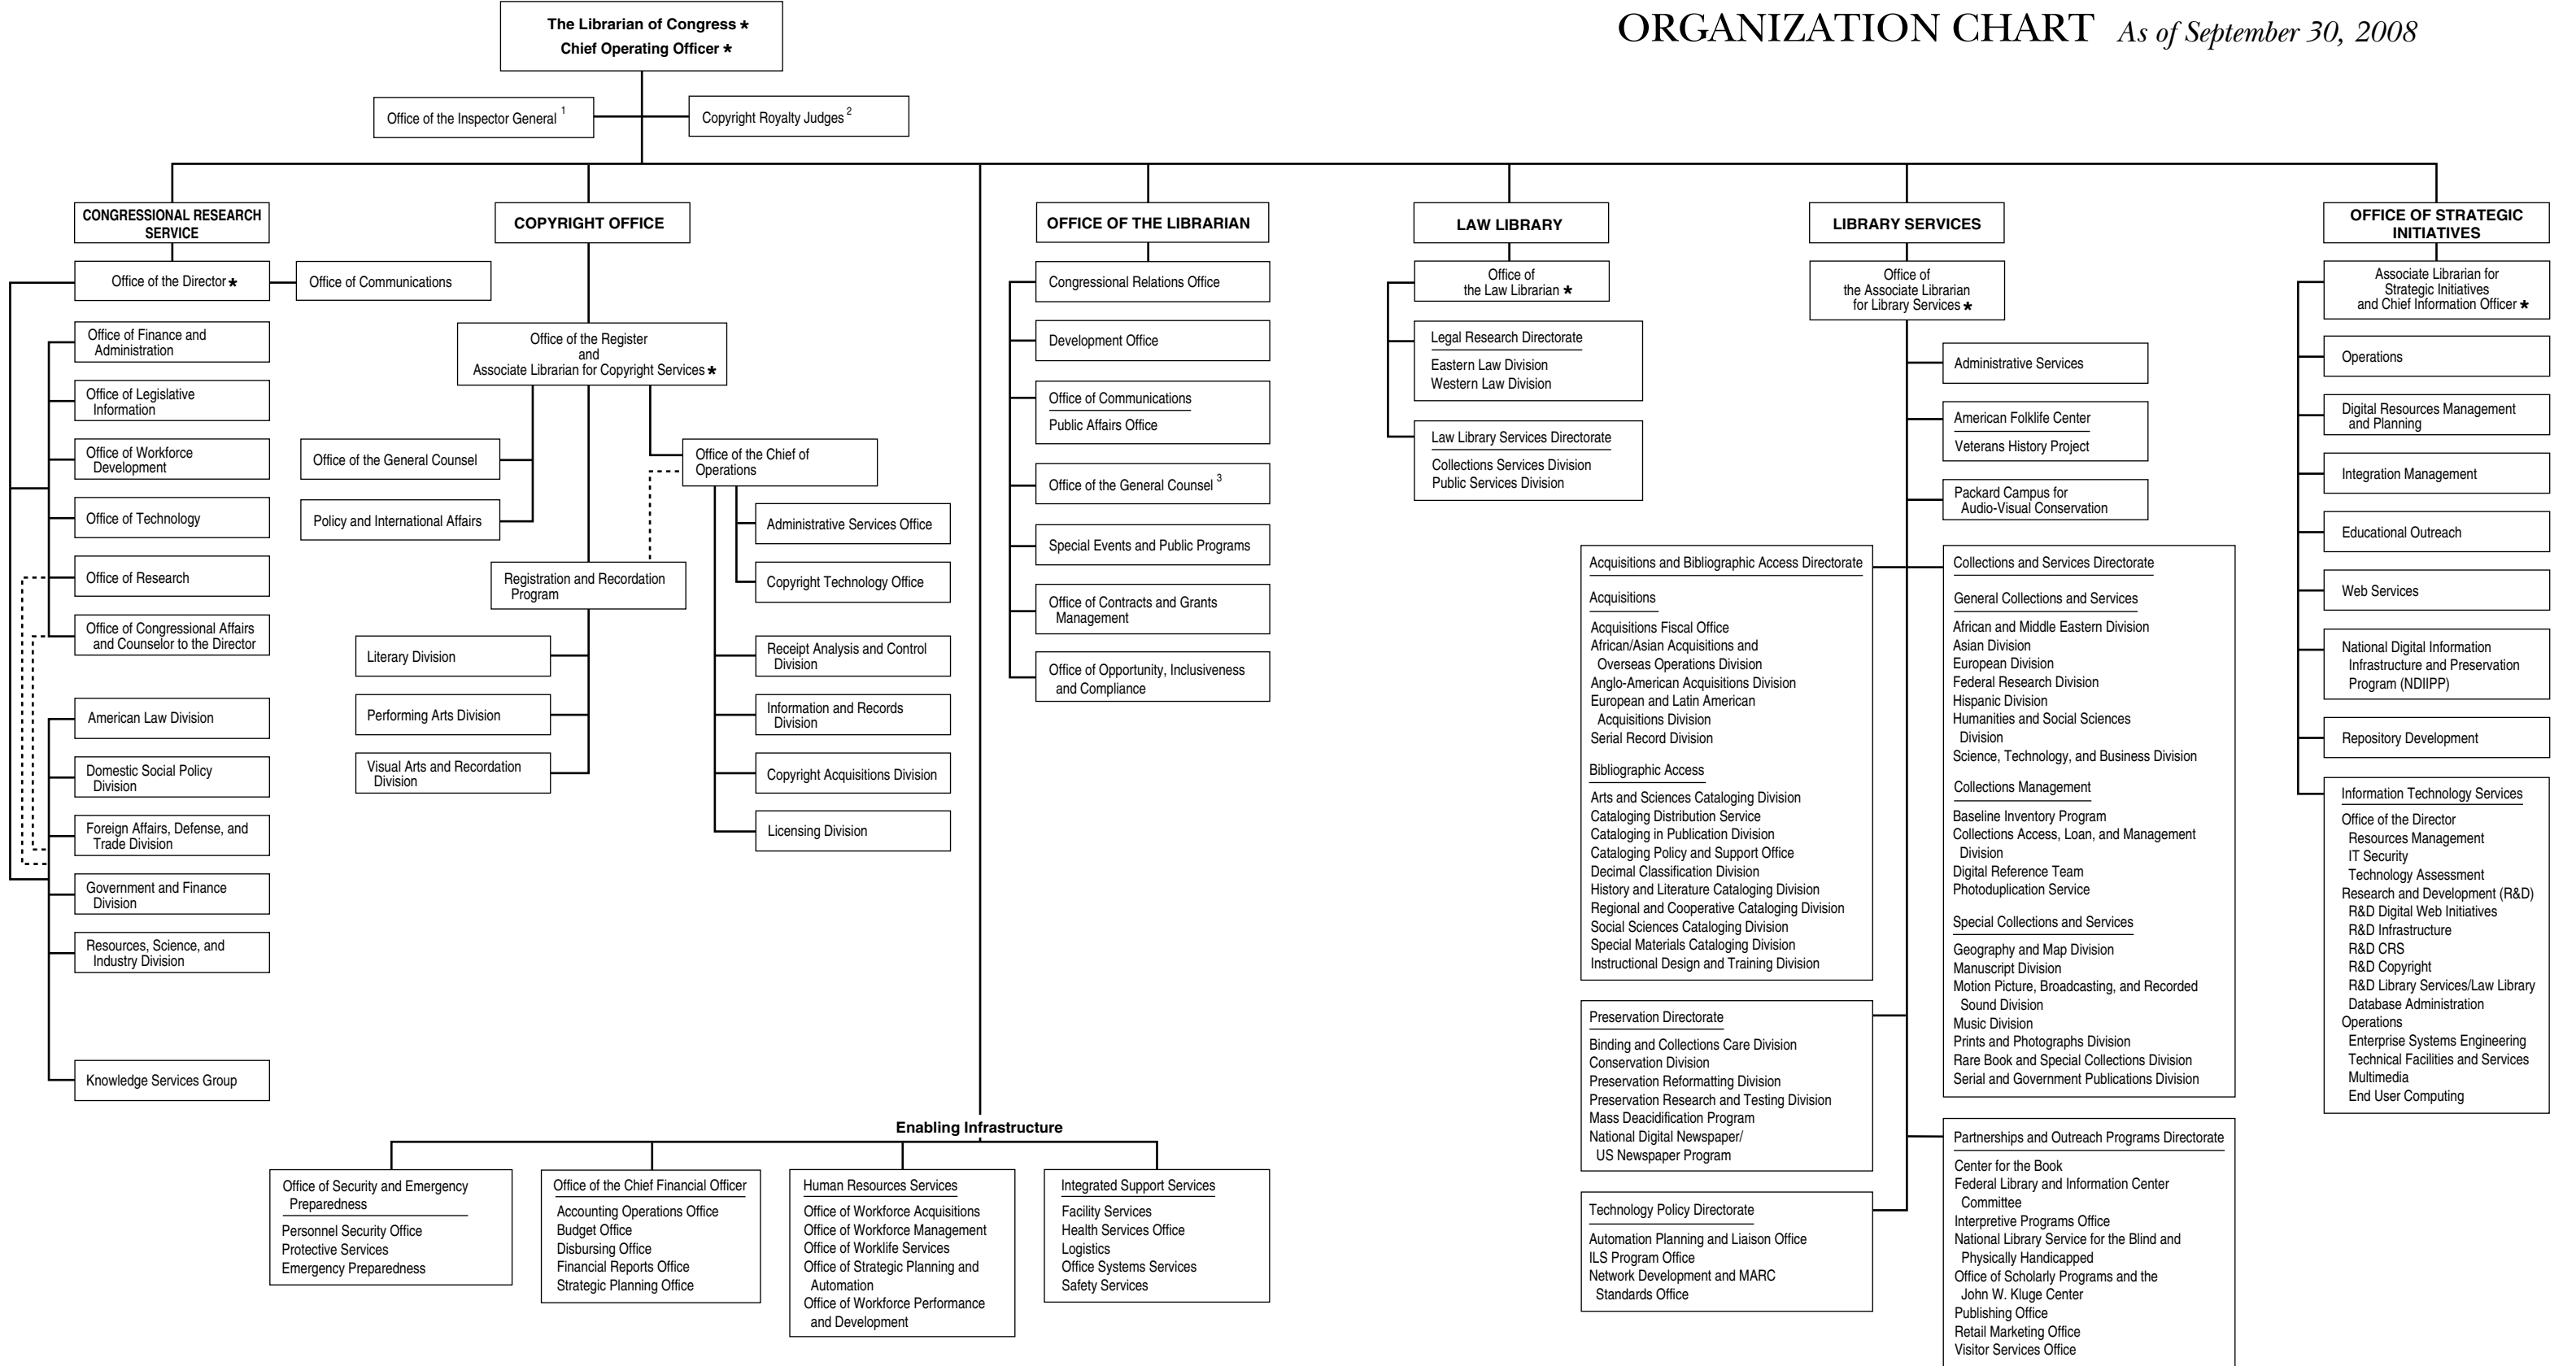 ORGANIZATION CHART As of September 30, 2008
The Librarian of Congress *
Chief Operating Officer *
Office of the Inspector General 1
Copyright Royalty Judges 2
CONGRESSIONAL RESEARCH
SERVICE
Office of the Director *
Office of Communications
Office of Finance and
Administration
Office of Legislative
Information
Office of Workforce
Development
Office of Technology
Office of Research
Office of Congressional Affairs
and Counselor to the Director
American Law Division
Domestic Social Policy
Division
Foreign Affairs, Defense, and
Trade Division
Government and Finance
Division
Resources, Science, and
Industry Division
Knowledge Services Group
COPYRIGHT OFFICE
Office of the Register
and
Associate Librarian for Copyright Services *
Office of the General Counsel
Policy and International Affairs
Office of the Chief of
Operations
Administrative Services Office
Copyright Technology Office
Registration and Recordation
Program
Literary Division
Performing Arts Division
Visual Arts and Recordation
Division
Receipt Analysis and Control
Division
Information and Records
Division
Copyright Acquisitions Division
Licensing Division
OFFICE OF THE LIBRARIAN
Congressional Relations Office
Development Office
Office of Communications
Public Affairs Office
Office of the General Counsel 3
Special Events and Public Programs
Office of Contracts and Grants
Management
Office of Opportunity, Inclusiveness
and Compliance
LAW LIBRARY
Office of
the Law Librarian *
Legal Research Directorate
Eastern Law Division
Western Law Division
Law Library Services Directorate
Collections Services Division
Public Services Division
LIBRARY SERVICES
Office of
the Associate Librarian
for Library Services *
Administrative Services
American Folklife Center
Veterans History Project
Packard Campus for
Audio-Visual Conservation
Acquisitions and Bibliographic Access Directorate
Acquisitions
Acquisitions Fiscal Office
African/Asian Acquisitions and
Overseas Operations Division
Anglo-American Acquisitions Division
European and Latin American
Acquisitions Division
Serial Record Division
Bibliographic Access
Arts and Sciences Cataloging Division
Cataloging Distribution Service
Cataloging in Publication Division
Cataloging Policy and Support Office
Decimal Classification Division
History and Literature Cataloging Division
Regional and Cooperative Cataloging Division
Social Sciences Cataloging Division
Special Materials Cataloging Division
Instructional Design and Training Division
Preservation Directorate
Binding and Collections Care Division
Conservation Division
Preservation Reformatting Division
Preservation Research and Testing Division
Mass Deacidification Program
National Digital Newspaper/
US Newspaper Program
Technology Policy Directorate
Automation Planning and Liaison Office
ILS Program Office
Network Development and MARC
Standards Office
Collections and Services Directorate
General Collections and Services
African and Middle Eastern Division
Asian Division
European Division
Federal Research Division
Hispanic Division
Humanities and Social Sciences
Division
Science, Technology, and Business Division
Collections Management
Baseline Inventory Program
Collections Access, Loan, and Management
Division
Digital Reference Team
Photoduplication Service
Special Collections and Services
Geography and Map Division
Manuscript Division
Motion Picture, Broadcasting, and Recorded
Sound Division
Music Division
Prints and Photographs Division
Rare Book and Special Collections Division
Serial and Government Publications Division
Partnerships and Outreach Programs Directorate
Center for the Book
Federal Library and Information Center
Committee
Interpretive Programs Office
National Library Service for the Blind and
Physically Handicapped
Office of Scholarly Programs and the
John W. Kluge Center
Publishing Office
Retail Marketing Office
Visitor Services Office
OFFICE OF STRATEGIC
INITIATIVES
Associate Librarian for
Strategic Initiatives
and Chief Information Officer *
Operations
Digital Resources Management
and Planning
Integration Management
Educational Outreach
Web Services
National Digital Information
Infrastructure and Preservation
Program (NDIIPP)
Repository Development
Information Technology Services
Office of the Director
Resources Management
IT Security
Technology Assessment
Research and Development (R&D)
R&D Digital Web Initiatives
R&D Infrastructure
R&D CRS
R&D Copyright
R&D Library Services/Law Library
Database Administration
Operations
Enterprise Systems Engineering
Technical Facilities and Services
Multimedia
End User Computing
Enabling Infrastructure
Office of Security and Emergency
Preparedness
Personnel Security Office
Protective Services
Emergency Preparedness
Office of the Chief Financial Officer
Accounting Operations Office
Budget Office
Disbursing Office
Financial Reports Office
Strategic Planning Office
Human Resources Services
Office of Workforce Acquisitions
Office of Workforce Management
Office of Worklife Services
Office of Strategic Planning and
Automation
Office of Workforce Performance
and Development
Integrated Support Services
Facility Services
Health Services Office
Logistics
Office Systems Services
Safety Services